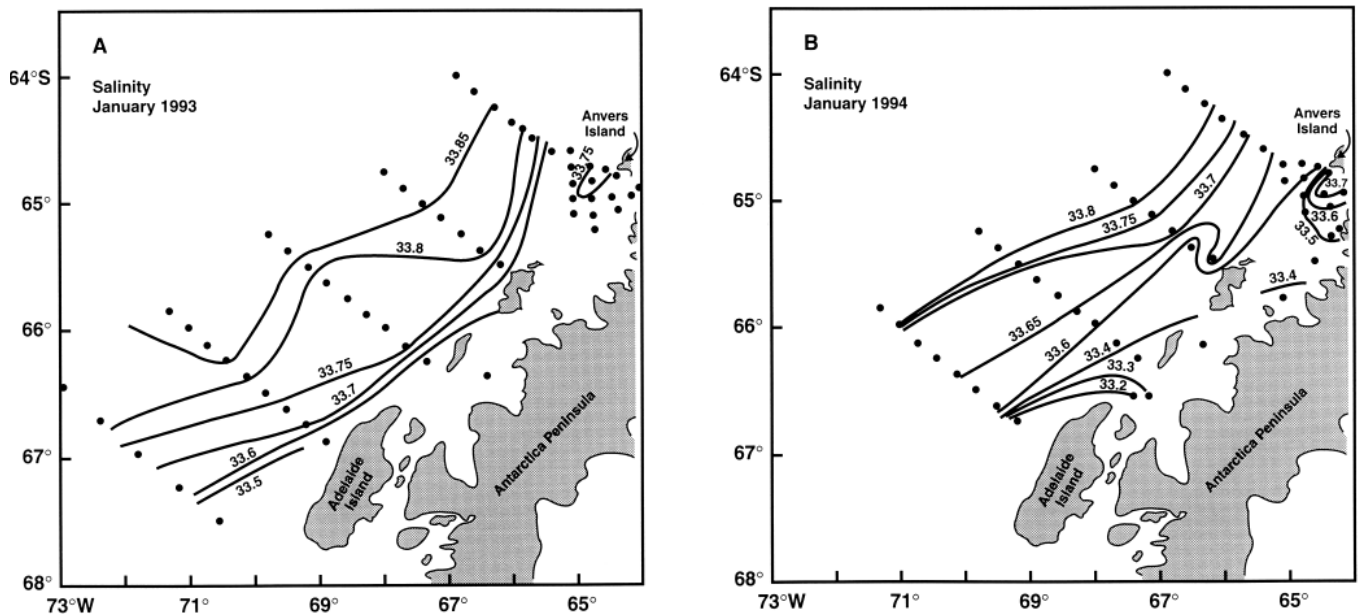 A
Salinity
January 1993
64°S
65°
66°
67°
68°
73°W
71°
69°
67°
65°
33.85
33.8
33.75
33.7
33.6
33.5
33.75
Anvers
Island
Adelaide
Island
Antarctica Peninsula
B
Salinity
January 1994
64°S
65°
66°
67°
68°
73°W
71°
69°
67°
65°
33.8
33.75
33.7
33.65
33.6
33.4
33.3
33.2
33.4
33.7
33.6
33.5
Anvers
Island
Adelaide
Island
Antarctica Peninsula